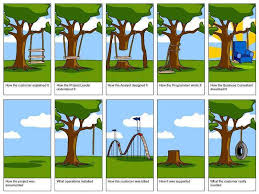 How the customer explained it
How the Project Leader
understood it
How the Analyst designed it
How the Programmer wrote it
How the Business Consultant
described it
How the project was
documented
What operations installed
How the customer was billed
How it was supported
What the customer really
needed